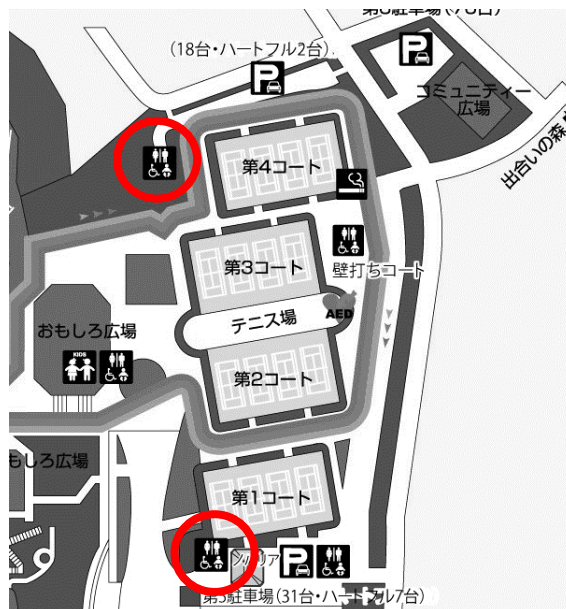 (18台・ハートフル2台)
P
P
コミュニティー
広場
出合いの森
第4コート
第3コート
壁打ちコート
テニス場
AED
おもしろ広場
KIDS
第2コート
もしろ広場
第1コート
P
第5駐車場(31台・ハートフル7台)